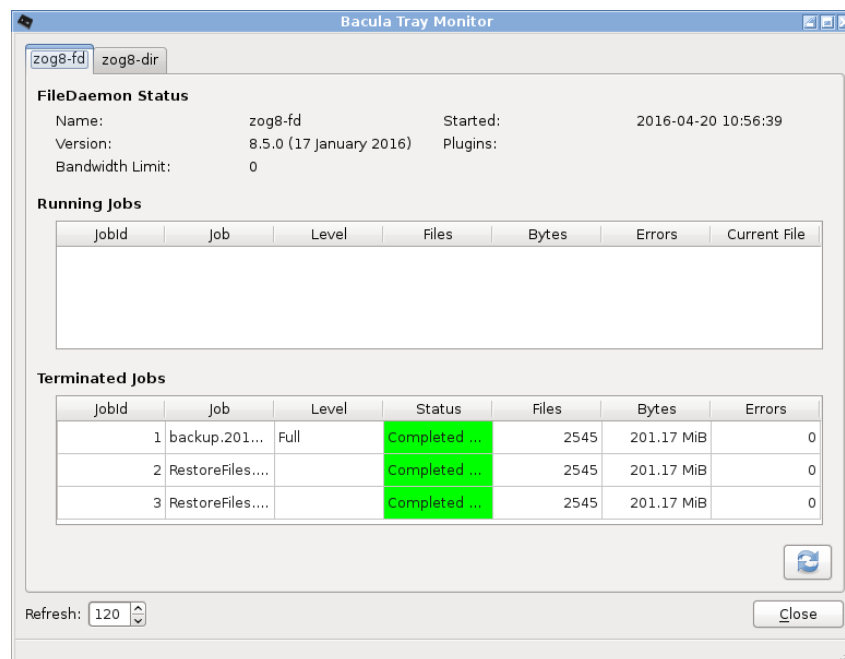 Bacula Tray Monitor
zog8-fd zog8-dir
FileDaemon Status
Name: zog8-fd Started: 2016-04-20 10:56:39
Version: 8.5.0 (17 January 2016) Plugins:
Bandwidth Limit: 0
Running Jobs
JobId Job Level Files Bytes Errors Current File
Terminated Jobs
JobId Job Level Status Files Bytes Errors
1 backup.201... Full Completed ... 2545 201.17 MiB 0
2 RestoreFiles.... Completed ... 2545 201.17 MiB 0
3 RestoreFiles.... Completed ... 2545 201.17 MiB 0
Refresh: 120 Close